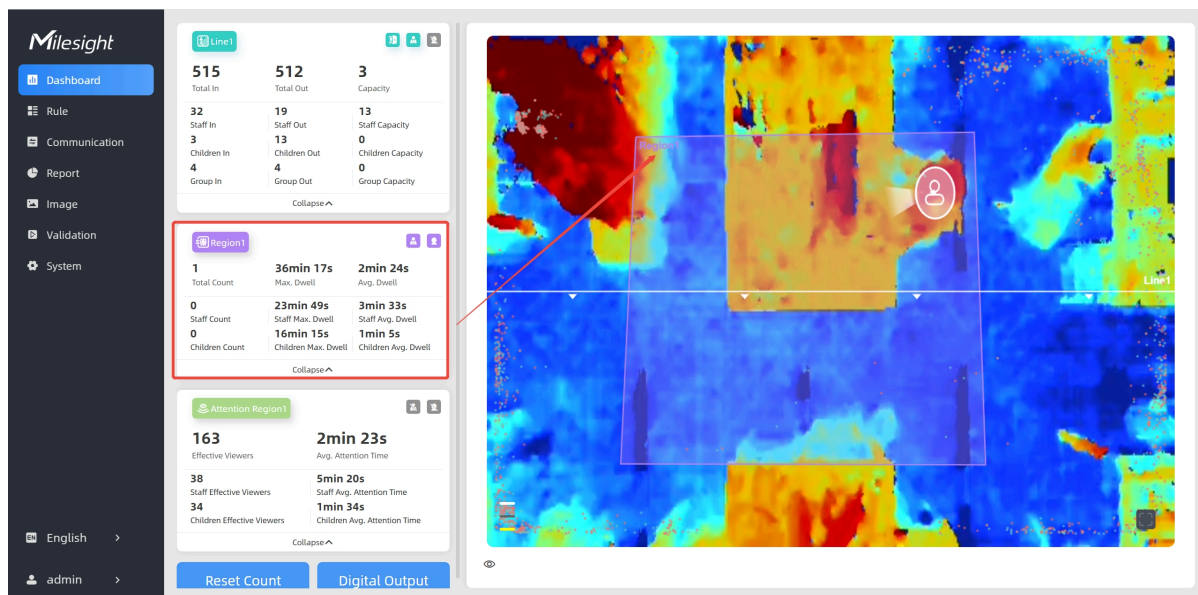 Milesight
Dashboard
Rule
Communication
Report
Image
Validation
System
EN English >
admin >
Line1
515 512 3
Total In Total Out Capacity
32 19 13
Staff In Staff Out Staff Capacity
3 13 0
Children In Children Out Children Capacity
4 4 0
Group In Group Out Group Capacity
Collapse
Region1
1 36min 17s 2min 24s
Total Count Max. Dwell Avg. Dwell
0 23min 49s 3min 33s
Staff Count Staff Max. Dwell Staff Avg. Dwell
0 16min 15s 1min 5s
Children Count Children Max. Dwell Children Avg. Dwell
Collapse
Attention Region1
163 2min 23s
Effective Viewers Avg. Attention Time
38 5min 20s
Staff Effective Viewers Staff Avg. Attention Time
34 1min 34s
Children Effective Viewers Children Avg. Attention Time
Collapse
Reset Count Digital Output
Region1
Line1